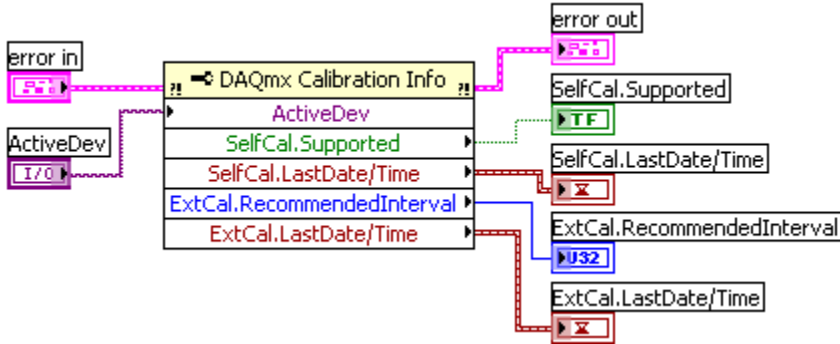 error in
ActiveDev
I/O
?! DAQmx Calibration Info ?!
ActiveDev
SelfCal.Supported
SelfCal.LastDate/Time
ExtCal.RecommendedInterval
ExtCal.LastDate/Time
error out
SelfCal.Supported
TF
SelfCal.LastDate/Time
ExtCal.RecommendedInterval
U32
ExtCal.LastDate/Time